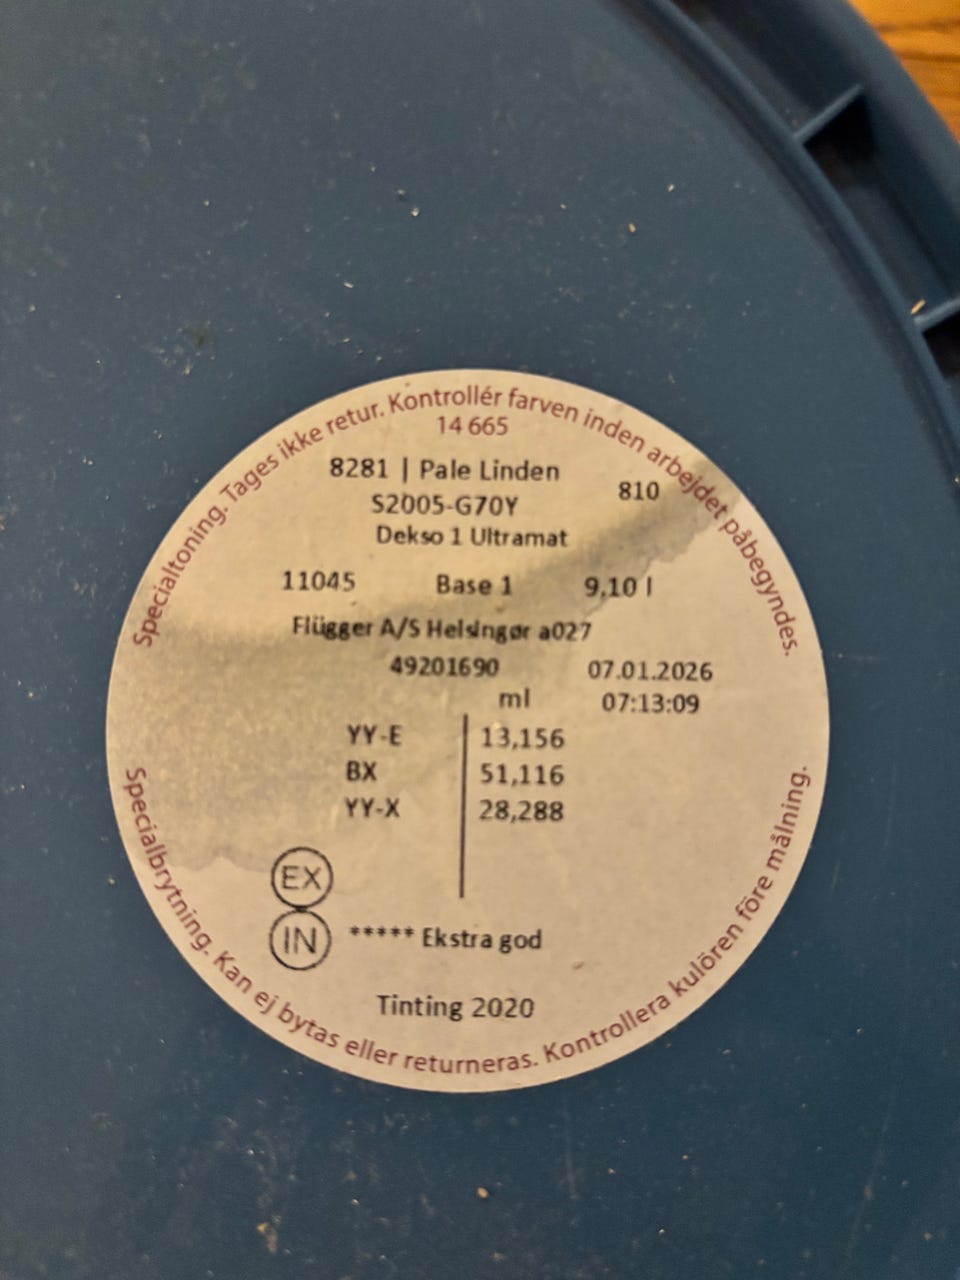 Specialtoning. Tages ikke retur. Kontrollér farven inden arbejdet påbegyndes.
14 665
8281 | Pale Linden
S2005-G70Y
810
Dekso 1 Ultramat
11045 Base 1 9,10 l
Flügger A/S Helsingør a027
49201690 07.01.2026
ml 07:13:09
YY-E 13,156
BX 51,116
YY-X 28,288
EX
IN ***** Ekstra god
Tinting 2020
Specialbrytning. Kan ej bytas eller returneras. Kontrollera kulören före målning.